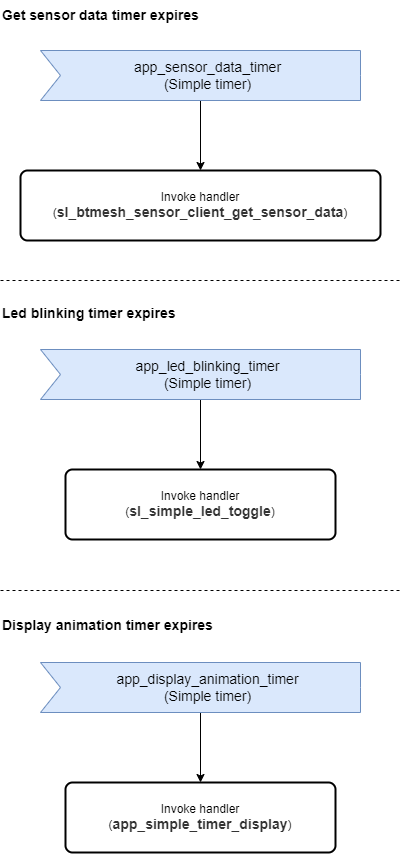 Get sensor data timer expires
app_sensor_data_timer
(Simple timer)
Invoke handler
(sl_btmesh_sensor_client_get_sensor_data)
Led blinking timer expires
app_led_blinking_timer
(Simple timer)
Invoke handler
(sl_simple_led_toggle)
Display animation timer expires
app_display_animation_timer
(Simple timer)
Invoke handler
(app_simple_timer_display)